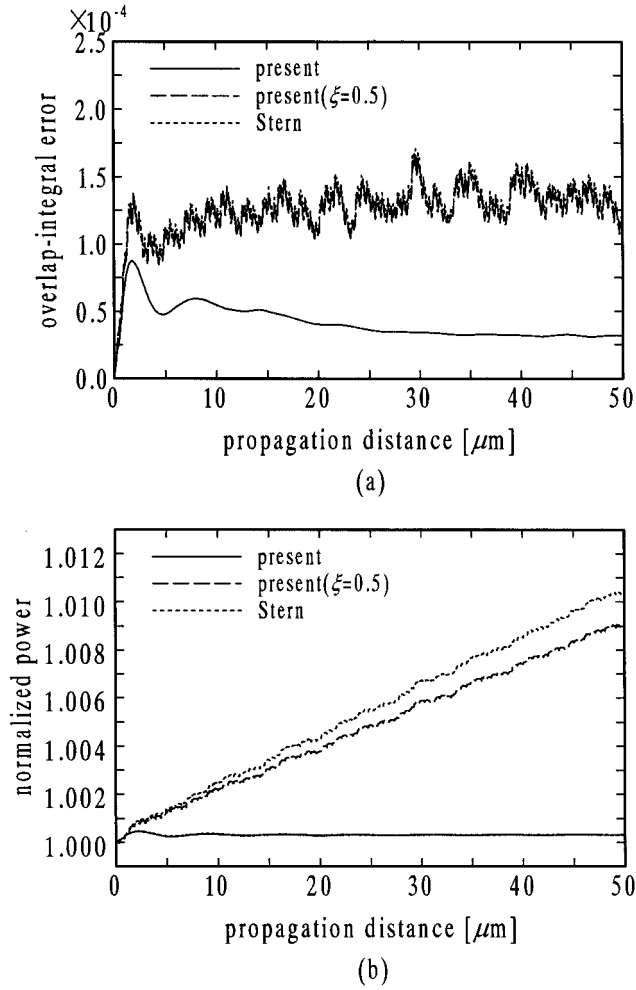 ×10⁻⁴
2.5
2.0
1.5
1.0
0.5
0.0
overlap-integral error
present
present(ξ=0.5)
Stern
0 10 20 30 40 50
propagation distance [μm]
(a)
1.012
1.010
1.008
1.006
1.004
1.002
1.000
normalized power
present
present(ξ=0.5)
Stern
0 10 20 30 40 50
propagation distance [μm]
(b)